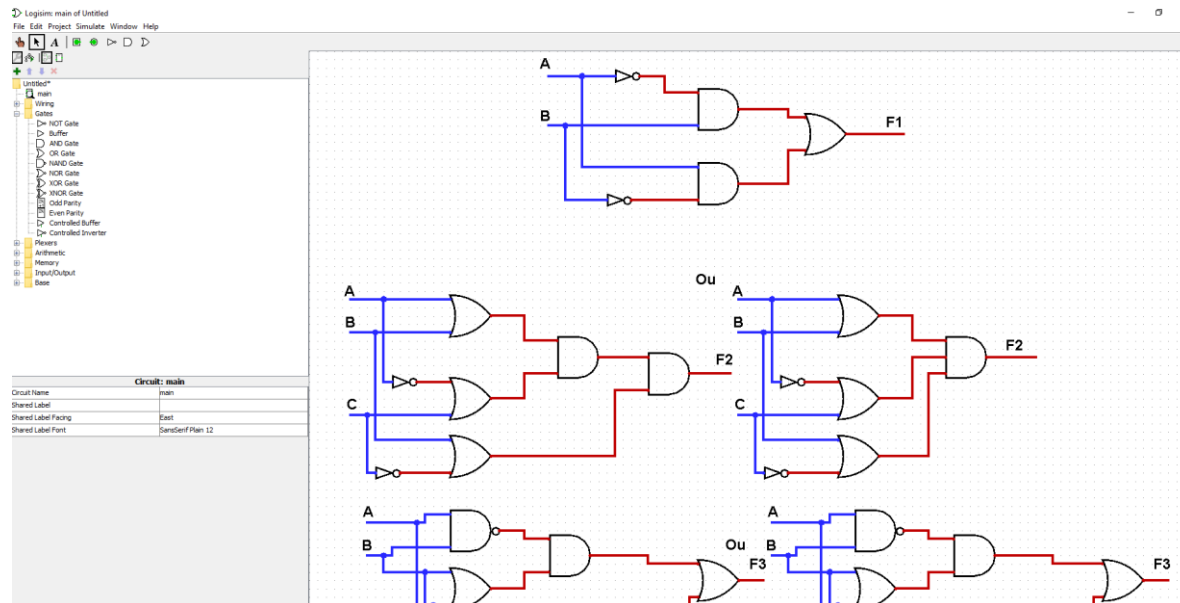 Logisim: main of Untitled
File Edit Project Simulate Window Help
A
Untitled*
main
Wiring
Gates
NOT Gate
Buffer
AND Gate
OR Gate
NAND Gate
NOR Gate
XOR Gate
XNOR Gate
Odd Parity
Even Parity
Controlled Buffer
Controlled Inverter
Plexers
Arithmetic
Memory
Input/Output
Base
Circuit: main
Circuit Name main
Shared Label
Shared Label Facing East
Shared Label Font SansSerif Plain 12
A
B
F1
A
B
C
F2
Ou
A
B
C
F2
A
B
F3
Ou
A
B
F3